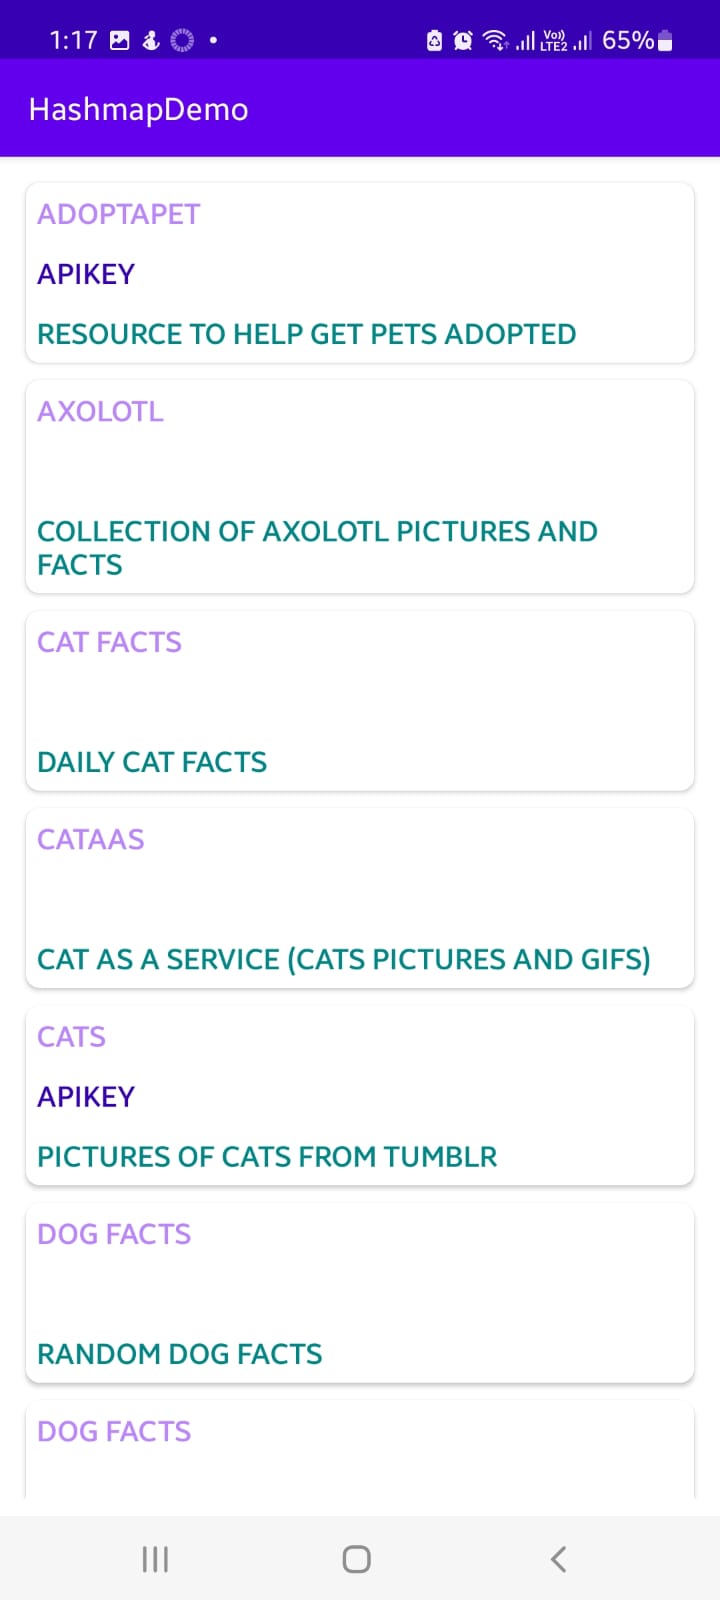 1:17
Vo))
LTE2
65%
HashmapDemo
ADOPTAPET
APIKEY
RESOURCE TO HELP GET PETS ADOPTED
AXOLOTL
COLLECTION OF AXOLOTL PICTURES AND
FACTS
CAT FACTS
DAILY CAT FACTS
CATAAS
CAT AS A SERVICE (CATS PICTURES AND GIFS)
CATS
APIKEY
PICTURES OF CATS FROM TUMBLR
DOG FACTS
RANDOM DOG FACTS
DOG FACTS